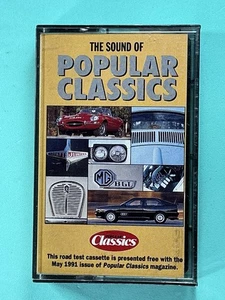 THE SOUND OF
POPULAR
CLASSICS
MG
BGT
Classics
This road test cassette is presented free with the
May 1991 issue of Popular Classics magazine.